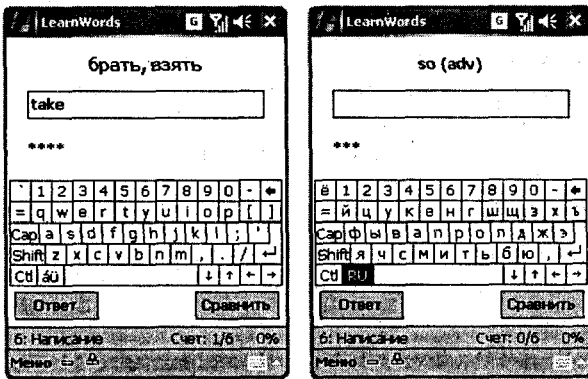 LearnWords G
брать, взять
take
****
` 1 2 3 4 5 6 7 8 9 0 - ←
= q w e r t y u i o p [ ]
Cap a s d f g h j k l ; '
Shift z x c v b n m , . / ↵
Ctl áü ↓ ↑ ← →
Ответ Сравнить
6: Написание Счет: 1/6 0%
Меню
LearnWords G
so (adv)
***
ё 1 2 3 4 5 6 7 8 9 0 - ←
= й ц у к е н г ш щ з х ъ
Cap ф ы в а п р о л д ж э
Shift я ч с м и т ь б ю , ↵
Ctl RU ↓ ↑ ← →
Ответ Сравнить
6: Написание Счет: 0/6 0%
Меню